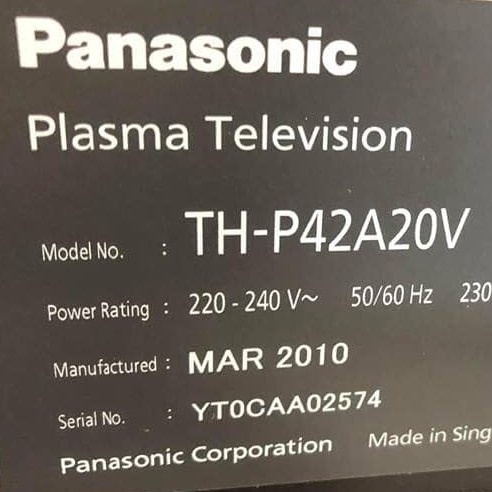 Panasonic
Plasma Television
Model No. : TH-P42A20V
Power Rating : 220 - 240 V~ 50/60 Hz 230
Manufactured : MAR 2010
Serial No. : YT0CAA02574
Panasonic Corporation Made in Sing